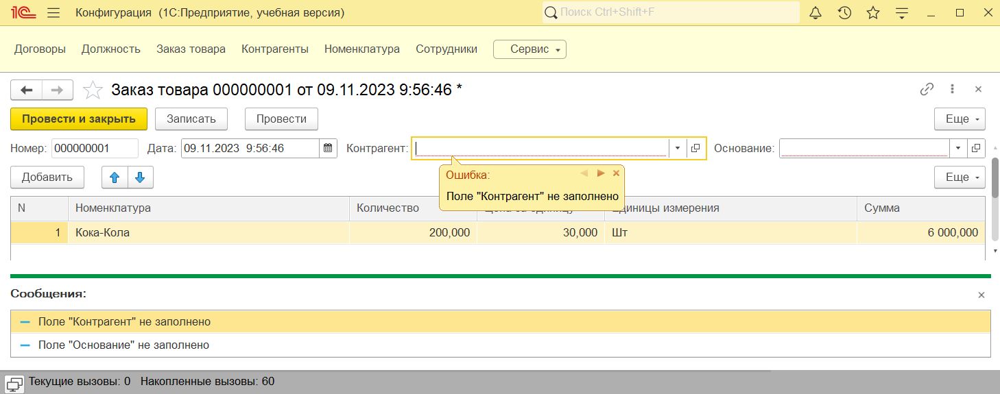 1С Конфигурация (1С:Предприятие, учебная версия) Поиск Ctrl+Shift+F
Договоры Должность Заказ товара Контрагенты Номенклатура Сотрудники Сервис
Заказ товара 000000001 от 09.11.2023 9:56:46 *
Провести и закрыть Записать Провести Еще
Номер: 000000001 Дата: 09.11.2023 9:56:46 Контрагент: Основание:
Добавить Еще
Ошибка:
Поле "Контрагент" не заполнено
N Номенклатура Количество Цена за единицу Единицы измерения Сумма
1 Кока-Кола 200,000 30,000 Шт 6 000,000
Сообщения:
Поле "Контрагент" не заполнено
Поле "Основание" не заполнено
Текущие вызовы: 0 Накопленные вызовы: 60